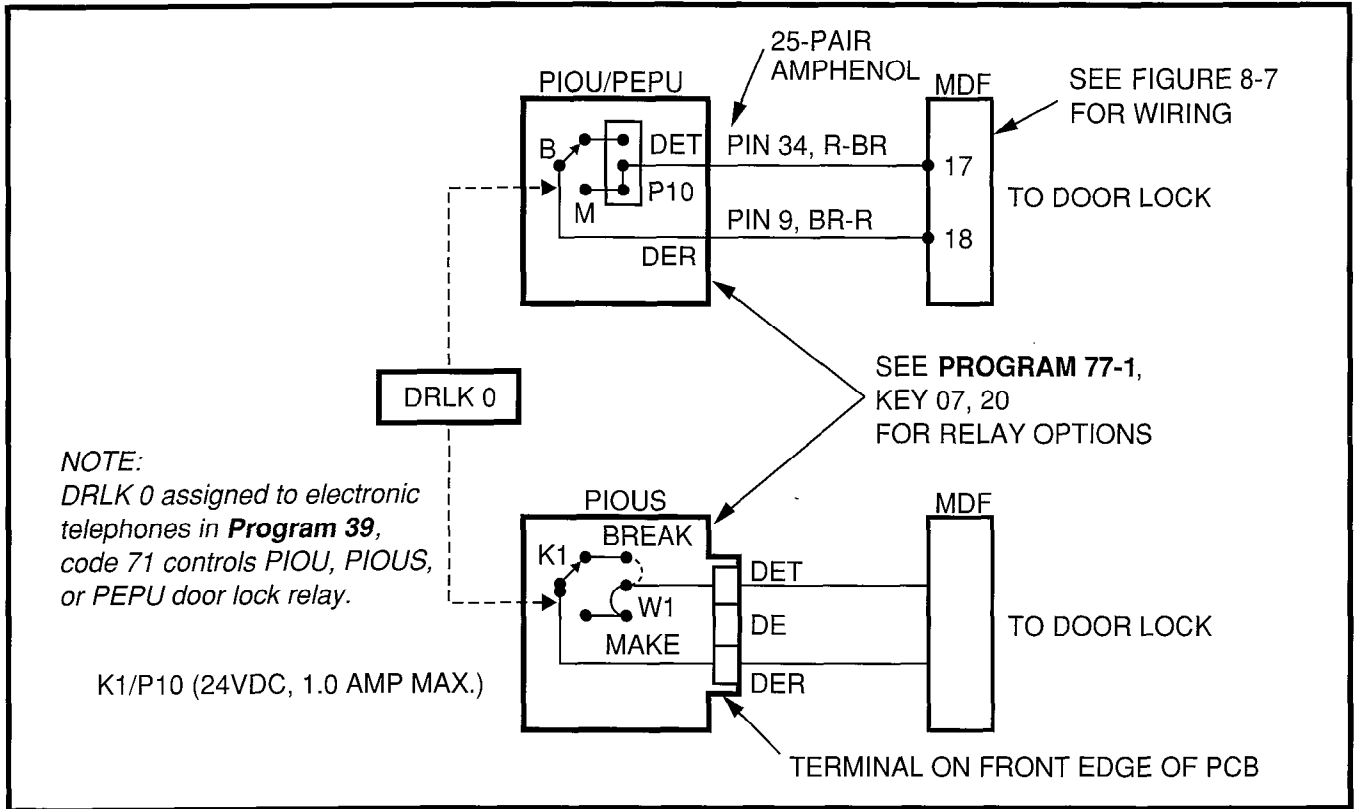 25-PAIR
AMPHENOL
PIOU/PEPU
MDF
SEE FIGURE 8-7
FOR WIRING
B
DET
PIN 34, R-BR
17
M
P10
TO DOOR LOCK
PIN 9, BR-R
18
DER
DRLK 0
SEE PROGRAM 77-1,
KEY 07, 20
FOR RELAY OPTIONS
NOTE:
DRLK 0 assigned to electronic
telephones in Program 39,
code 71 controls PIOU, PIOUS,
or PEPU door lock relay.
K1/P10 (24VDC, 1.0 AMP MAX.)
PIOUS
MDF
BREAK
K1
DET
W1
DE
TO DOOR LOCK
MAKE
DER
TERMINAL ON FRONT EDGE OF PCB